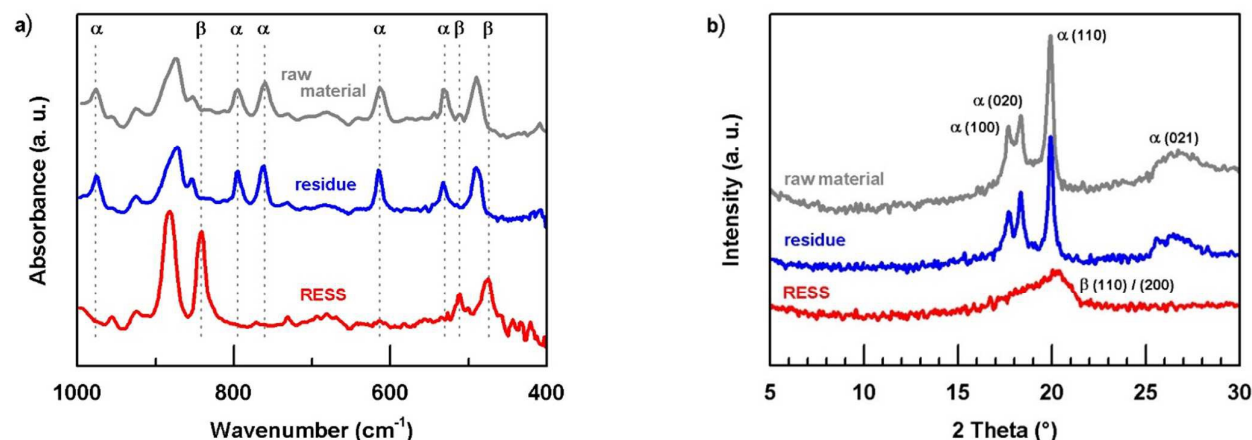 a)
α β α α α α β β
raw
material
residue
RESS
Absorbance (a. u.)
1000 800 600 400
Wavenumber (cm⁻¹)
b)
α (110)
α (020)
α (100)
α (021)
raw material
residue
RESS
β (110) / (200)
Intensity (a. u.)
5 10 15 20 25 30
2 Theta (°)